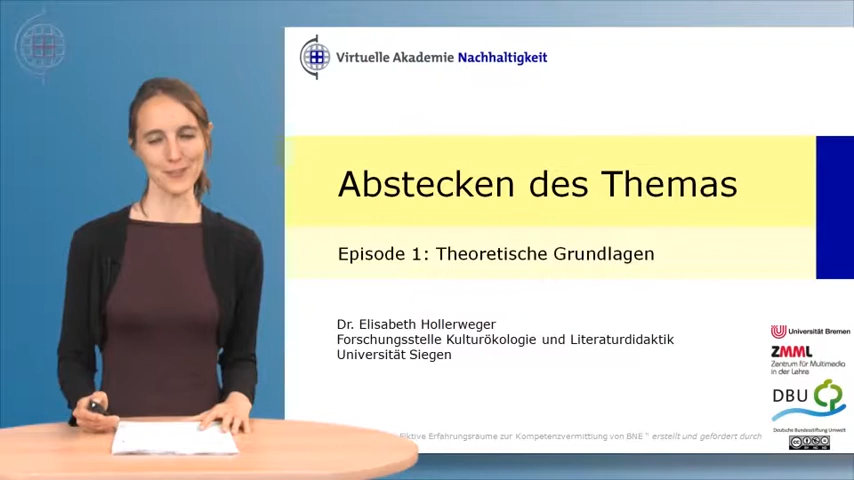 Virtuelle Akademie Nachhaltigkeit
Abstecken des Themas
Episode 1: Theoretische Grundlagen
Dr. Elisabeth Hollerweger
Forschungsstelle Kulturökologie und Literaturdidaktik
Universität Siegen
Universität Bremen
ZMML
Zentrum für Multimedia
in der Lehre
DBU
Deutsche Bundesstiftung Umwelt
Fiktive Erfahrungsräume zur Kompetenzvermittlung von BNE" erstellt und gefördert durch